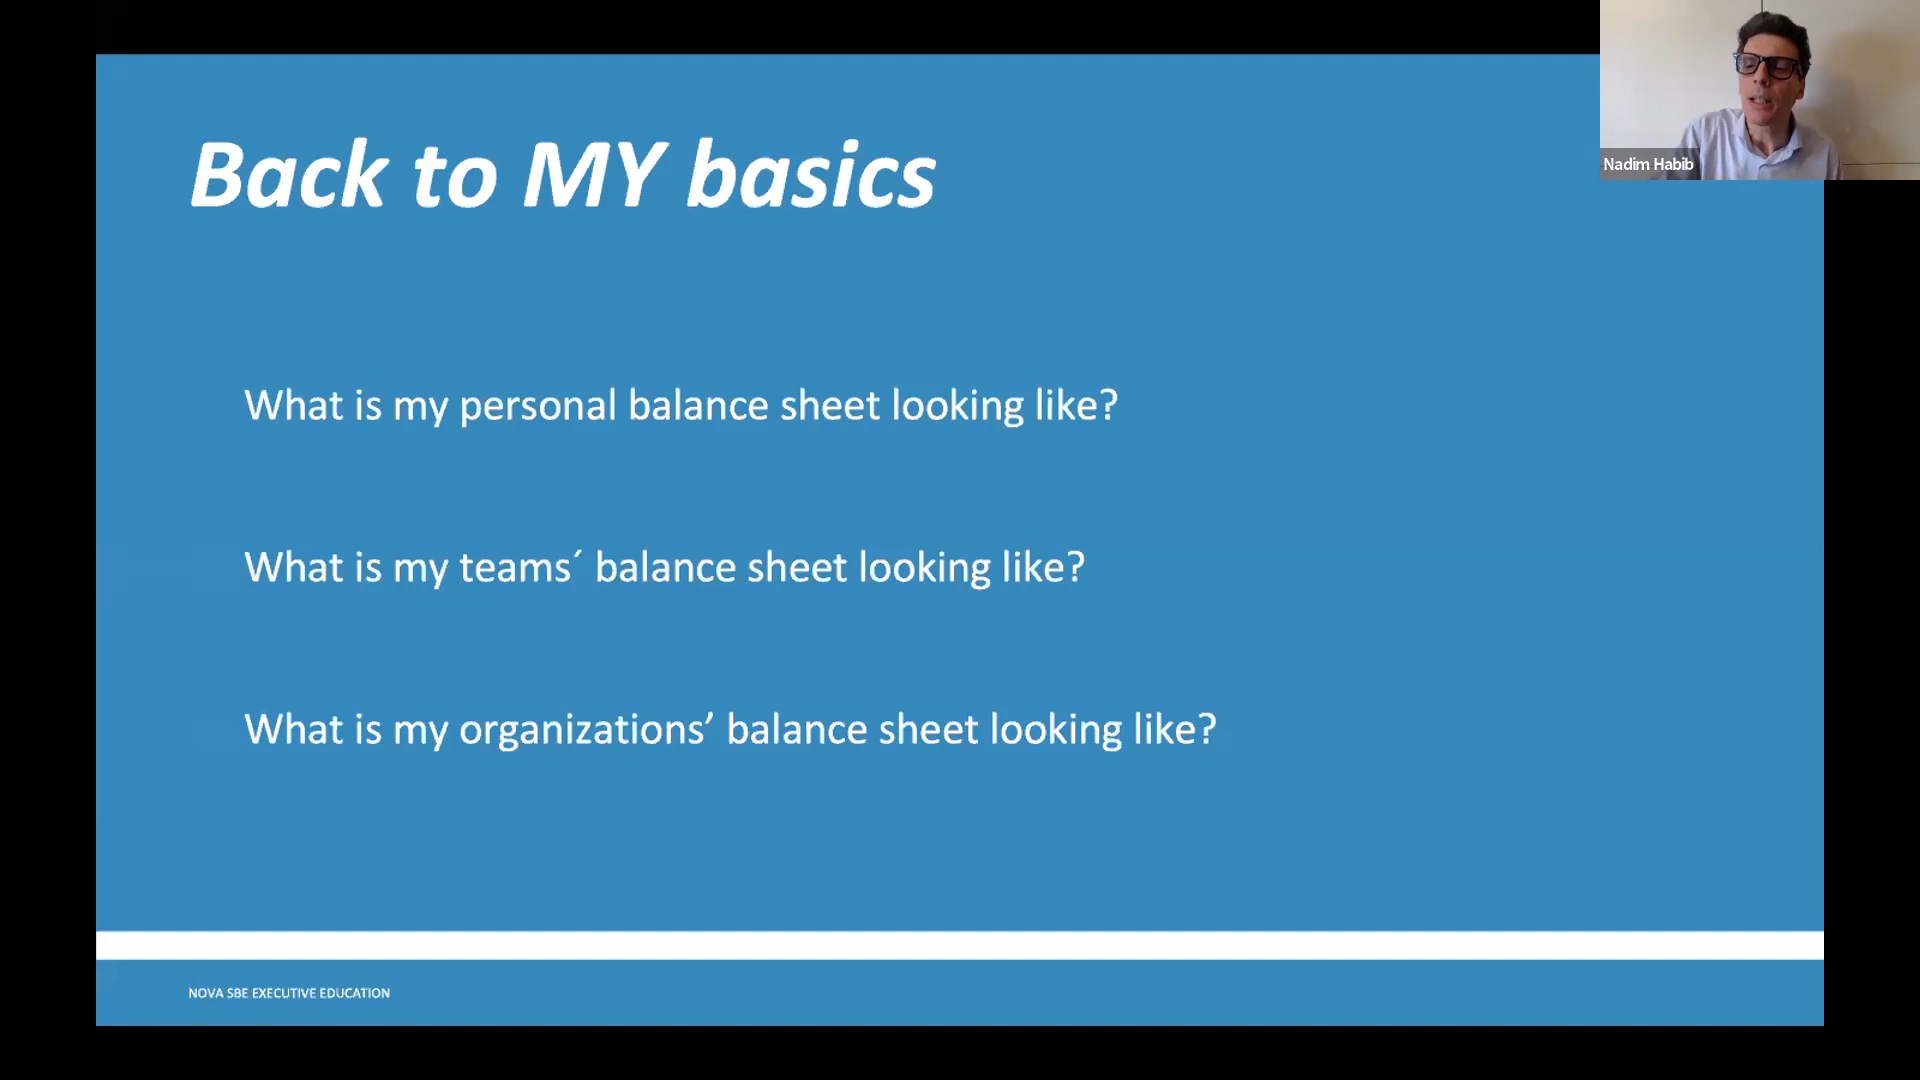 Back to MY basics
Nadim Habib
What is my personal balance sheet looking like?
What is my teams´ balance sheet looking like?
What is my organizations’ balance sheet looking like?
NOVA SBE EXECUTIVE EDUCATION